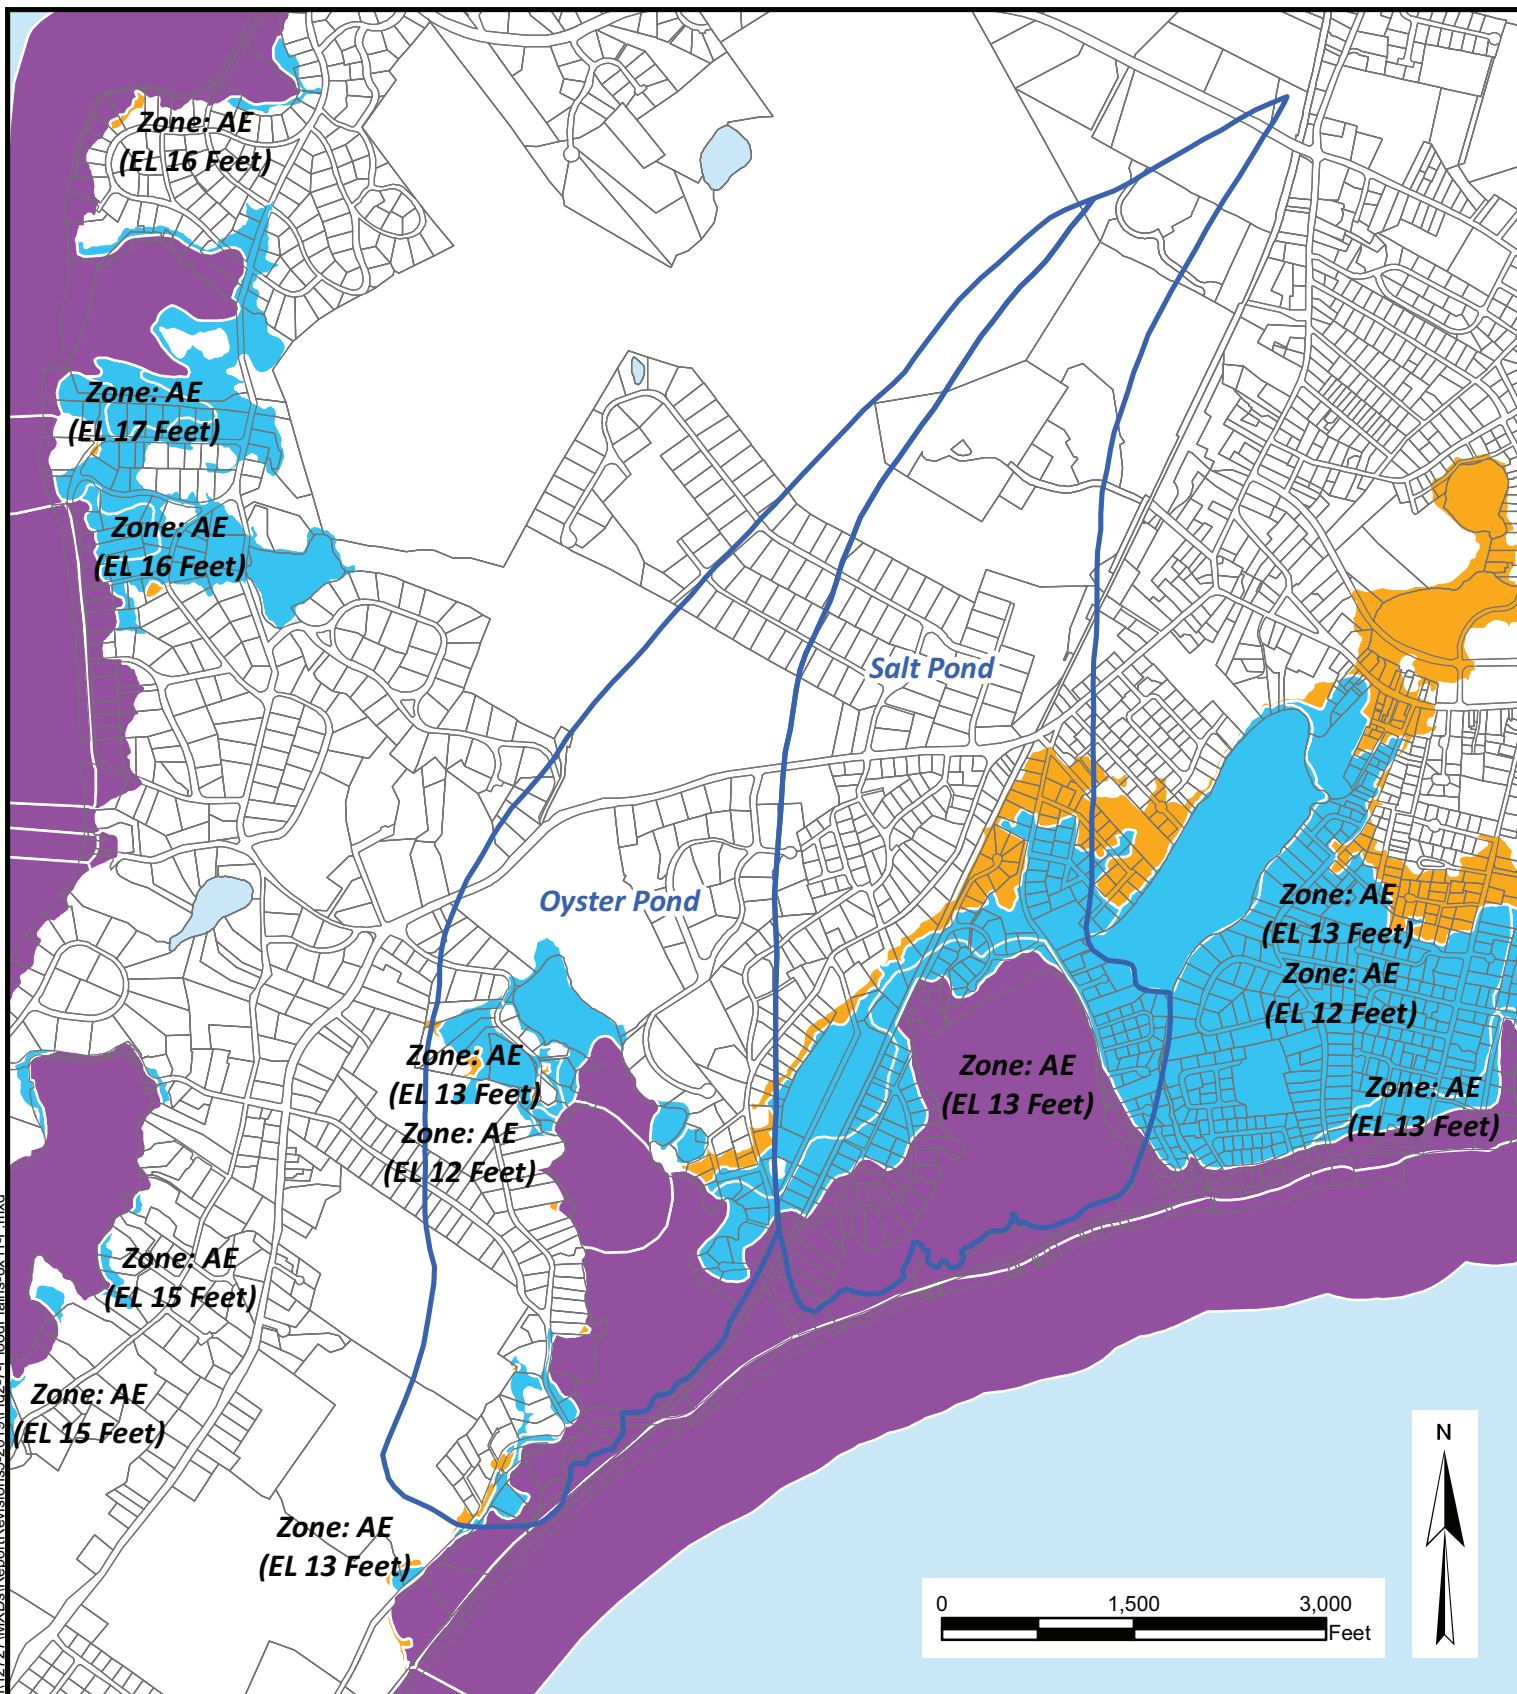 Zone: AE
(EL 16 Feet)
Zone: AE
(EL 17 Feet)
Zone: AE
(EL 16 Feet)
Salt Pond
Oyster Pond
Zone: AE
(EL 13 Feet)
Zone: AE
(EL 12 Feet)
Zone: AE
(EL 13 Feet)
Zone: AE
(EL 12 Feet)
Zone: AE
(EL 13 Feet)
Zone: AE
(EL 13 Feet)
Zone: AE
(EL 15 Feet)
Zone: AE
(EL 15 Feet)
Zone: AE
(EL 13 Feet)
N
0 1,500 3,000
Feet